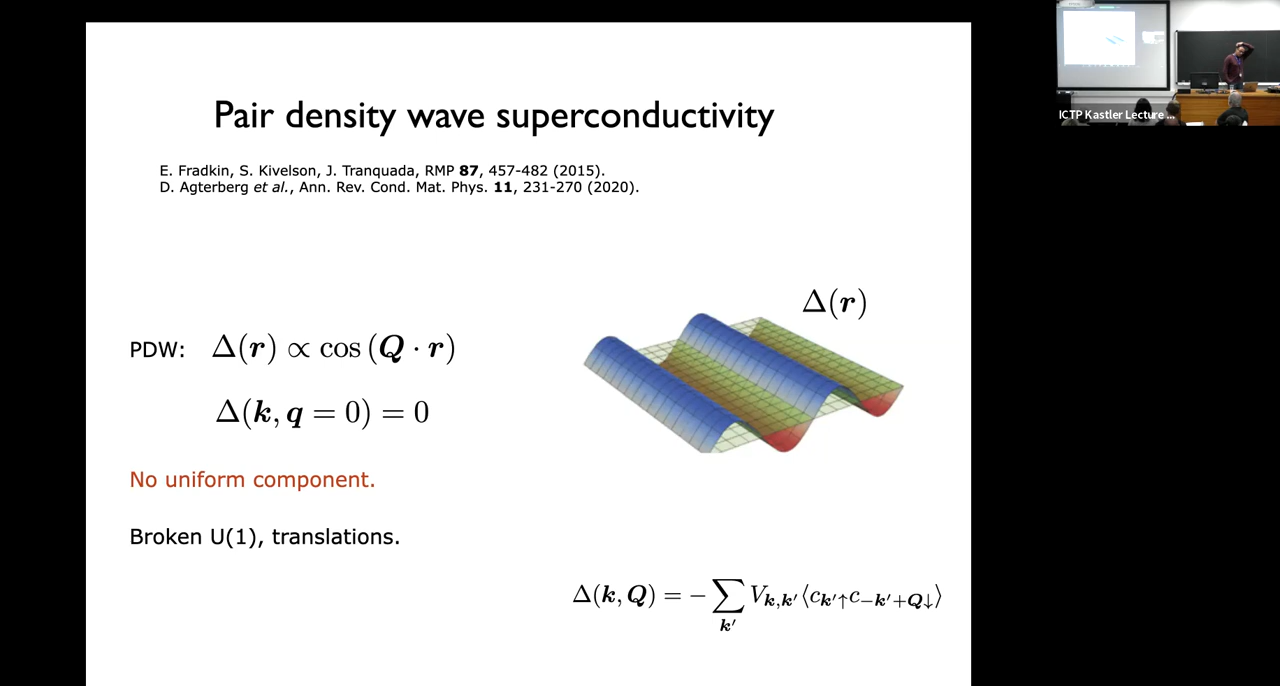 Pair density wave superconductivity
E. Fradkin, S. Kivelson, J. Tranquada, RMP 87, 457-482 (2015).
D. Agterberg et al., Ann. Rev. Cond. Mat. Phys. 11, 231-270 (2020).
Δ(r)
PDW: Δ(r) ∝ cos (Q · r)
Δ(k, q = 0) = 0
No uniform component.
Broken U(1), translations.
Δ(k, Q) = − ∑_{k′} V_{k,k′} ⟨c_{k′↑} c_{−k′+Q↓}⟩
ICTP Kastler Lecture ...